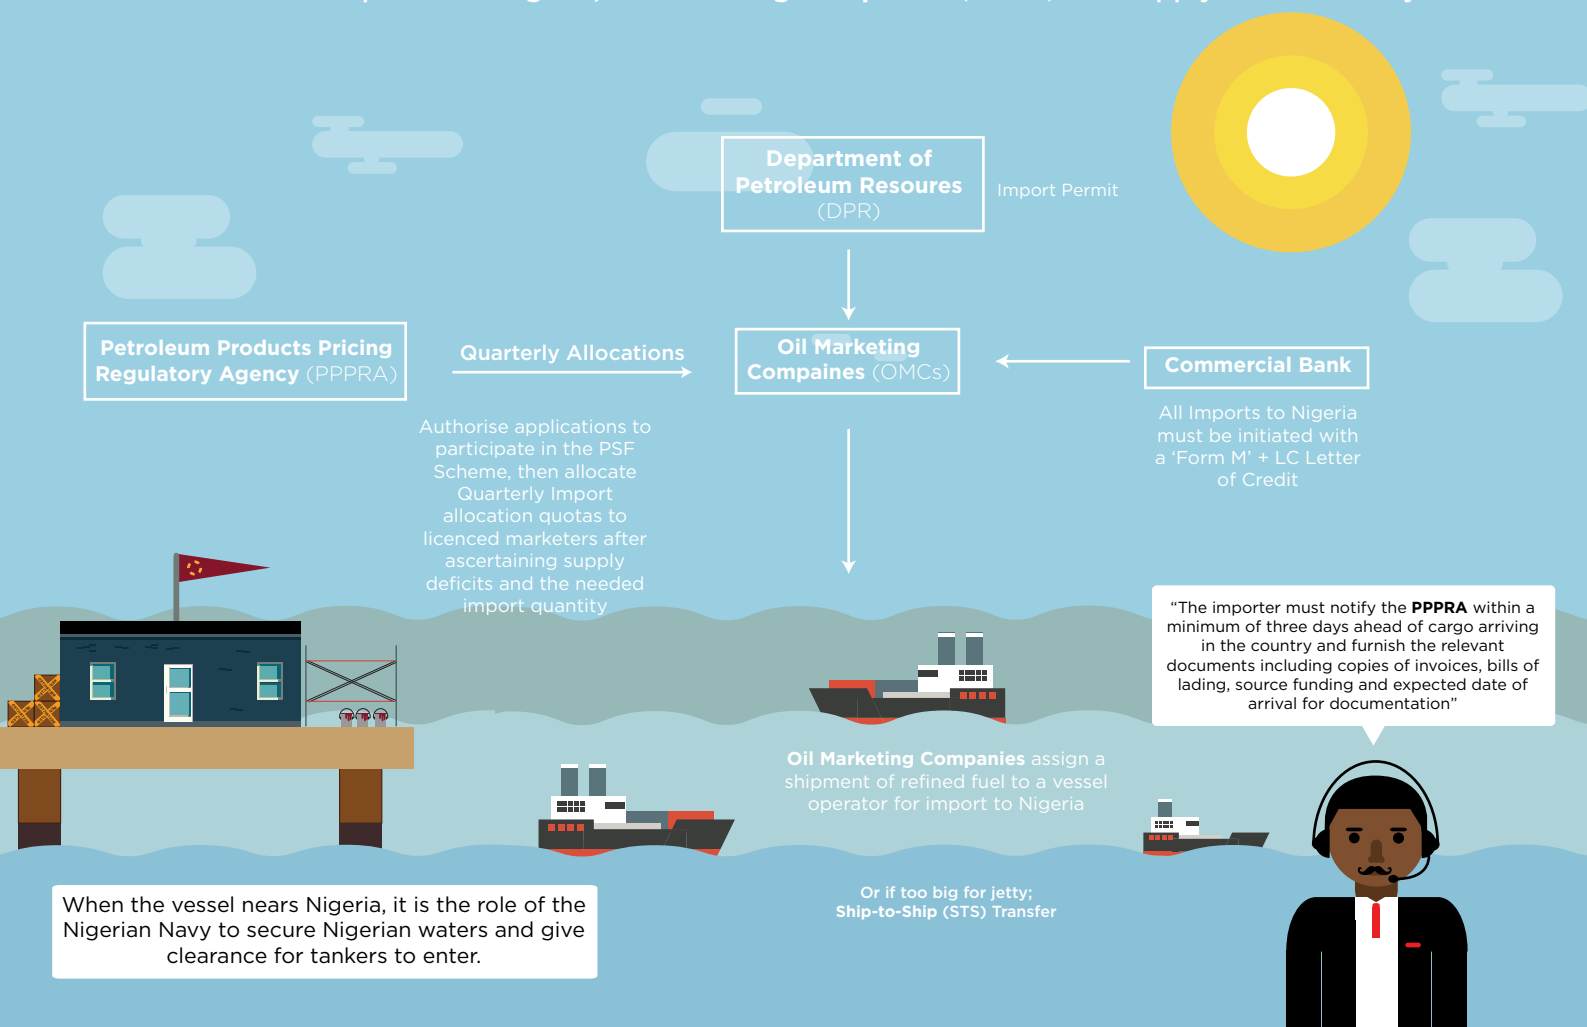 Department of
Petroleum Resoures
(DPR)
Import Permit
Petroleum Products Pricing
Regulatory Agency (PPPRA)
Quarterly Allocations
Oil Marketing
Compaines (OMCs)
Commercial Bank
Authorise applications to
participate in the PSF
Scheme, then allocate
Quarterly Import
allocation quotas to
licenced marketers after
ascertaining supply
deficits and the needed
import quantity
All Imports to Nigeria
must be initiated with
a ‘Form M’ + LC Letter
of Credit
“The importer must notify the PPPRA within a
minimum of three days ahead of cargo arriving
in the country and furnish the relevant
documents including copies of invoices, bills of
lading, source funding and expected date of
arrival for documentation”
Oil Marketing Companies assign a
shipment of refined fuel to a vessel
operator for import to Nigeria
Or if too big for jetty;
Ship-to-Ship (STS) Transfer
When the vessel nears Nigeria, it is the role of the
Nigerian Navy to secure Nigerian waters and give
clearance for tankers to enter.